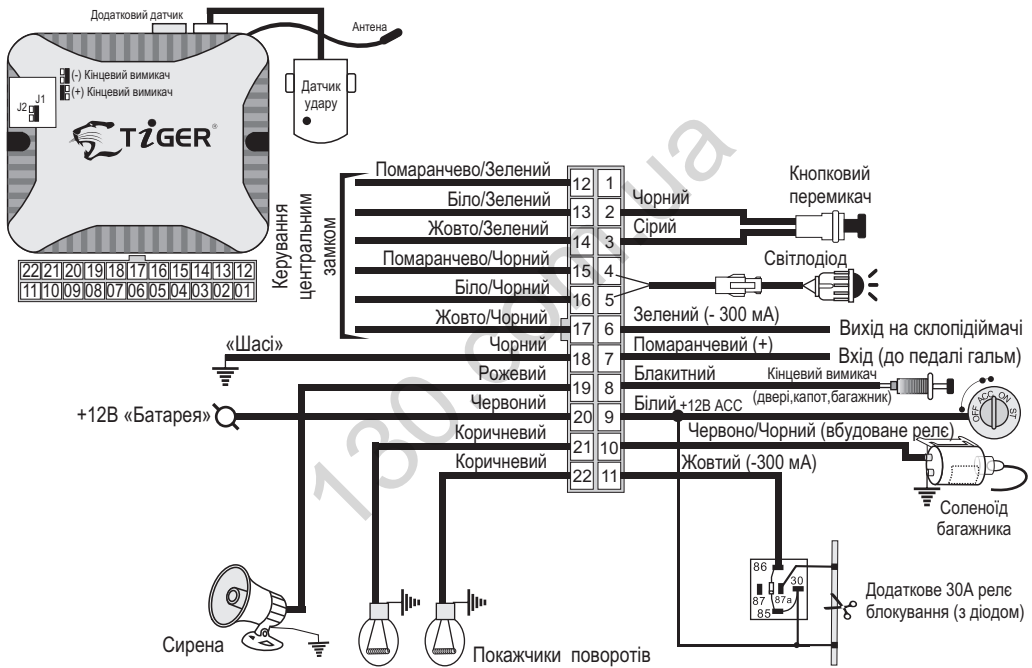 Додатковий датчик
Антена
(-) Кінцевий вимикач
(+) Кінцевий вимикач
J2 J1
TiGER®
Датчик
удару
22 21 20 19 18 17 16 15 14 13 12
11 10 09 08 07 06 05 04 03 02 01
Керування
центральним
замком
Помаранчево/Зелений
12 1
Біло/Зелений
13 2
Чорний
Жовто/Зелений
14 3
Сірий
Кнопковий
перемикач
Помаранчево/Чорний
15 4
Світлодіод
Біло/Чорний
16 5
Жовто/Чорний
17 6
Зелений (- 300 мА)
Вихід на склопідіймачі
«Шасі»
Чорний
18 7
Помаранчевий (+)
Вхід (до педалі гальм)
Рожевий
19 8
Блакитний
Кінцевий вимикач
(двері,капот,багажник)
+12В «Батарея»
Червоний
20 9
Білий +12В ACC
OFF ACC ON ST
Коричневий
21 10
Червоно/Чорний (вбудоване релє)
Коричневий
22 11
Жовтий (-300 мА)
Соленоїд
багажника
86
30
87 87a
85
Додаткове 30А релє
блокування (з діодом)
Сирена
Покажчики поворотів
130.com.ua